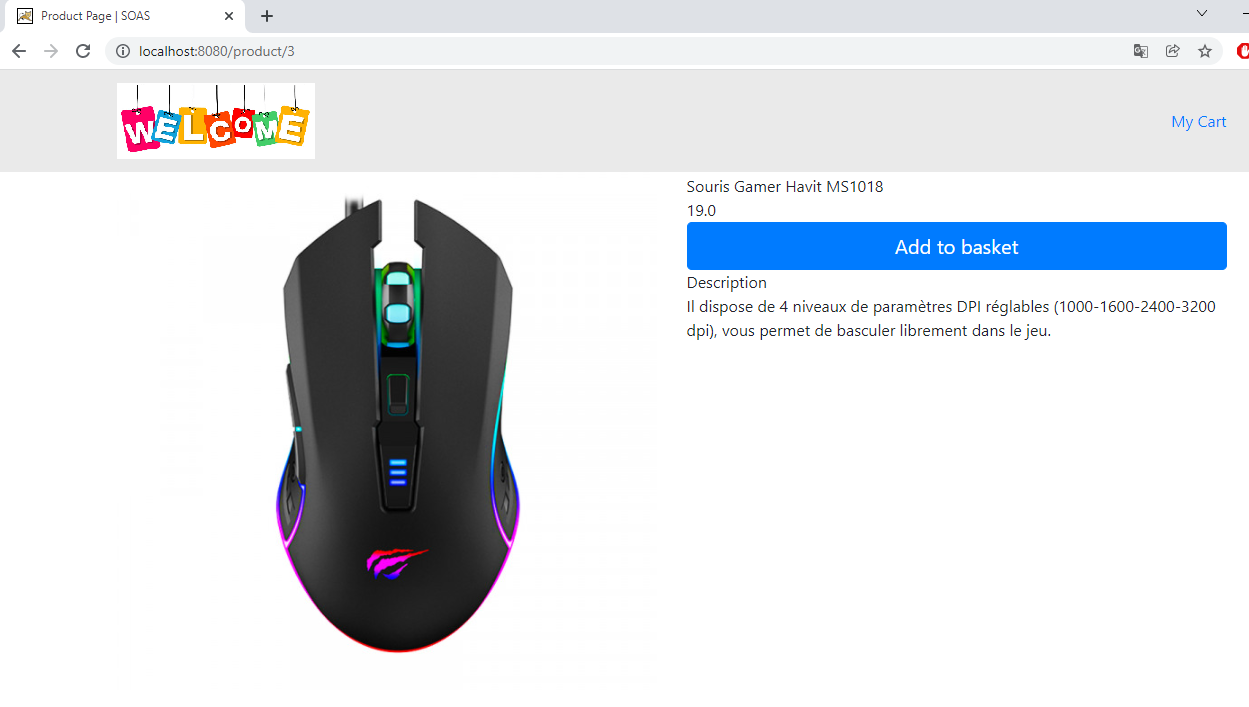 Product Page | SOAS
localhost:8080/product/3
WELCOME
My Cart
Souris Gamer Havit MS1018
19.0
Add to basket
Description
Il dispose de 4 niveaux de paramètres DPI réglables (1000-1600-2400-3200
dpi), vous permet de basculer librement dans le jeu.